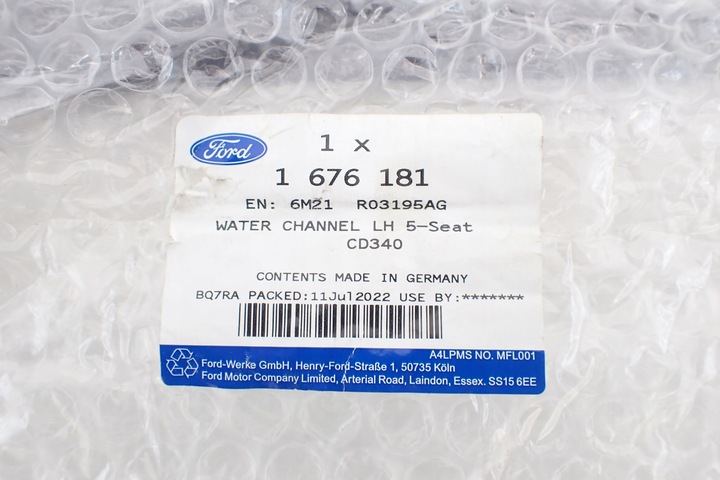 Ford
1 x
1 676 181
EN: 6M21 R03195AG
WATER CHANNEL LH 5-Seat
CD340
CONTENTS MADE IN GERMANY
BQ7RA PACKED:11Jul2022 USE BY:*******
A4LPMS NO. MFL001
Ford-Werke GmbH, Henry-Ford-Straße 1, 50735 Köln
Ford Motor Company Limited, Arterial Road, Laindon, Essex. SS15 6EE